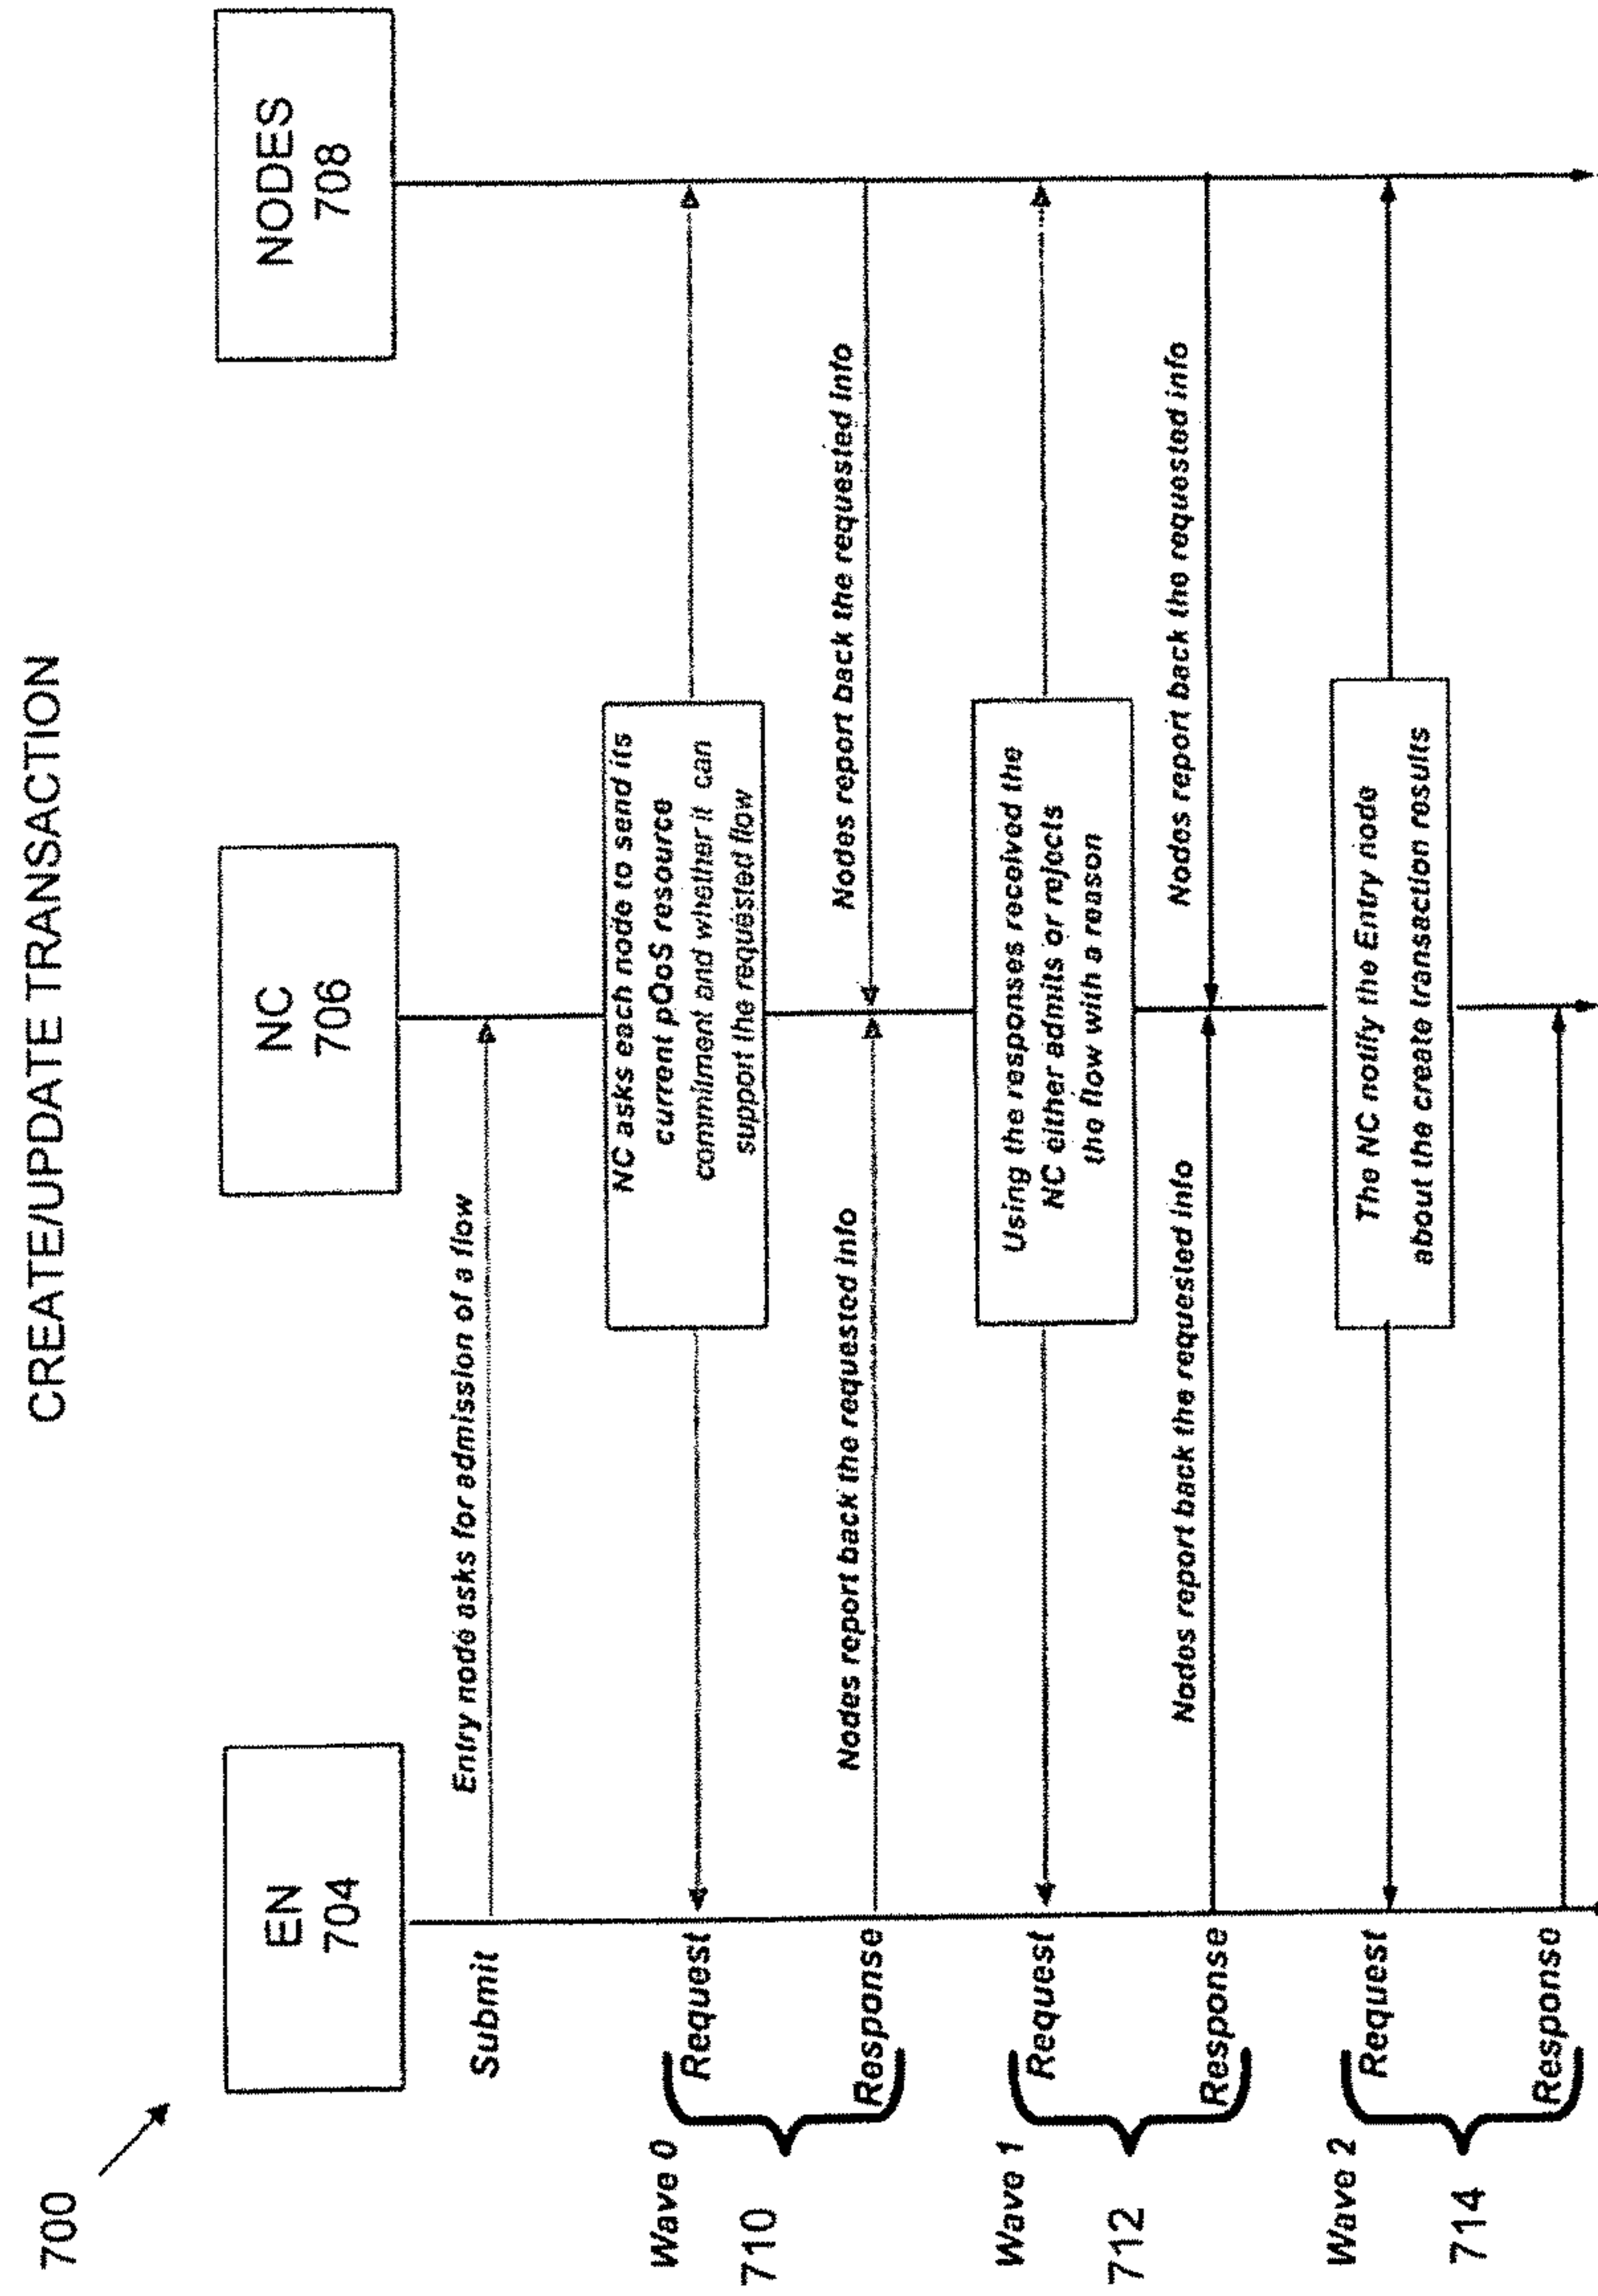 CREATE/UPDATE TRANSACTION
700
EN
704
NC
706
NODES
708
Submit
Entry node asks for admission of a flow
Wave 0
710
Request
NC asks each node to send its
current pQoS resource
commitment and whether it can
support the requested flow
Response
Nodes report back the requested info
Nodes report back the requested info
Wave 1
712
Request
Using the responses received the
NC either admits or rejects
the flow with a reason
Response
Nodes report back the requested info
Nodes report back the requested info
Wave 2
714
Request
The NC notify the Entry node
about the create transaction results
Response